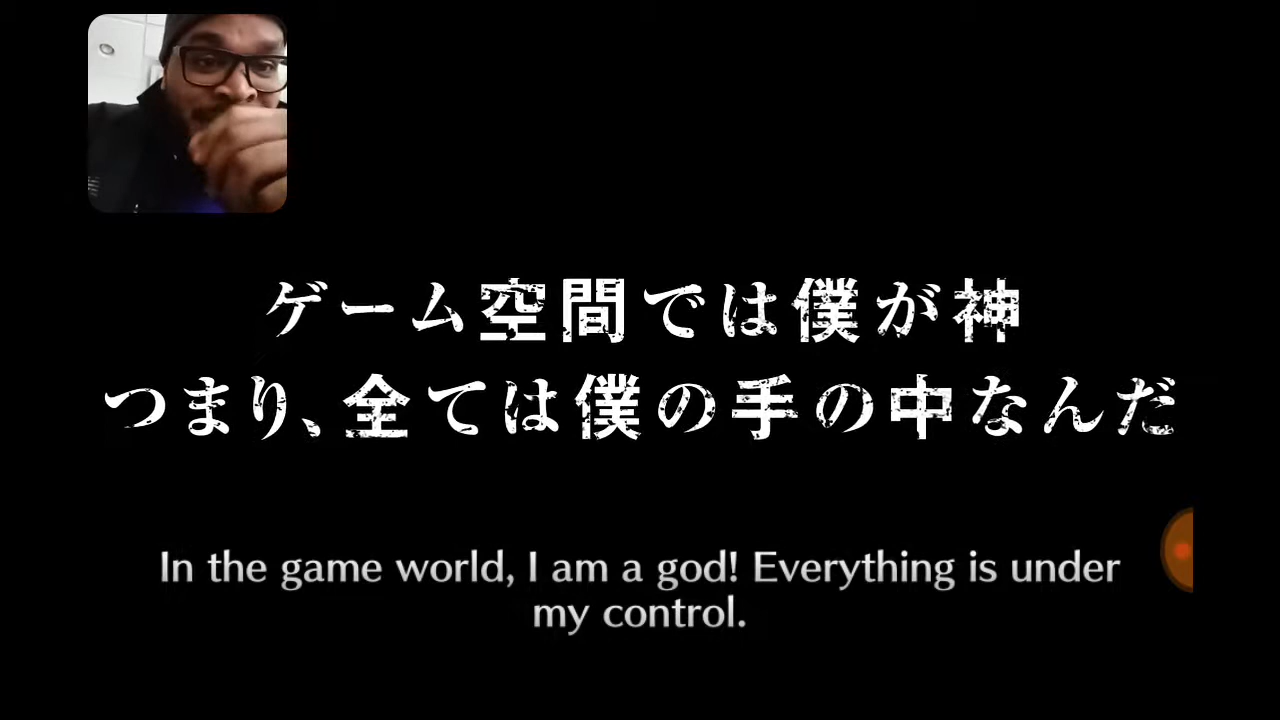 ゲーム空間では僕が神
つまり、全ては僕の手の中なんだ
In the game world, I am a god! Everything is under
my control.